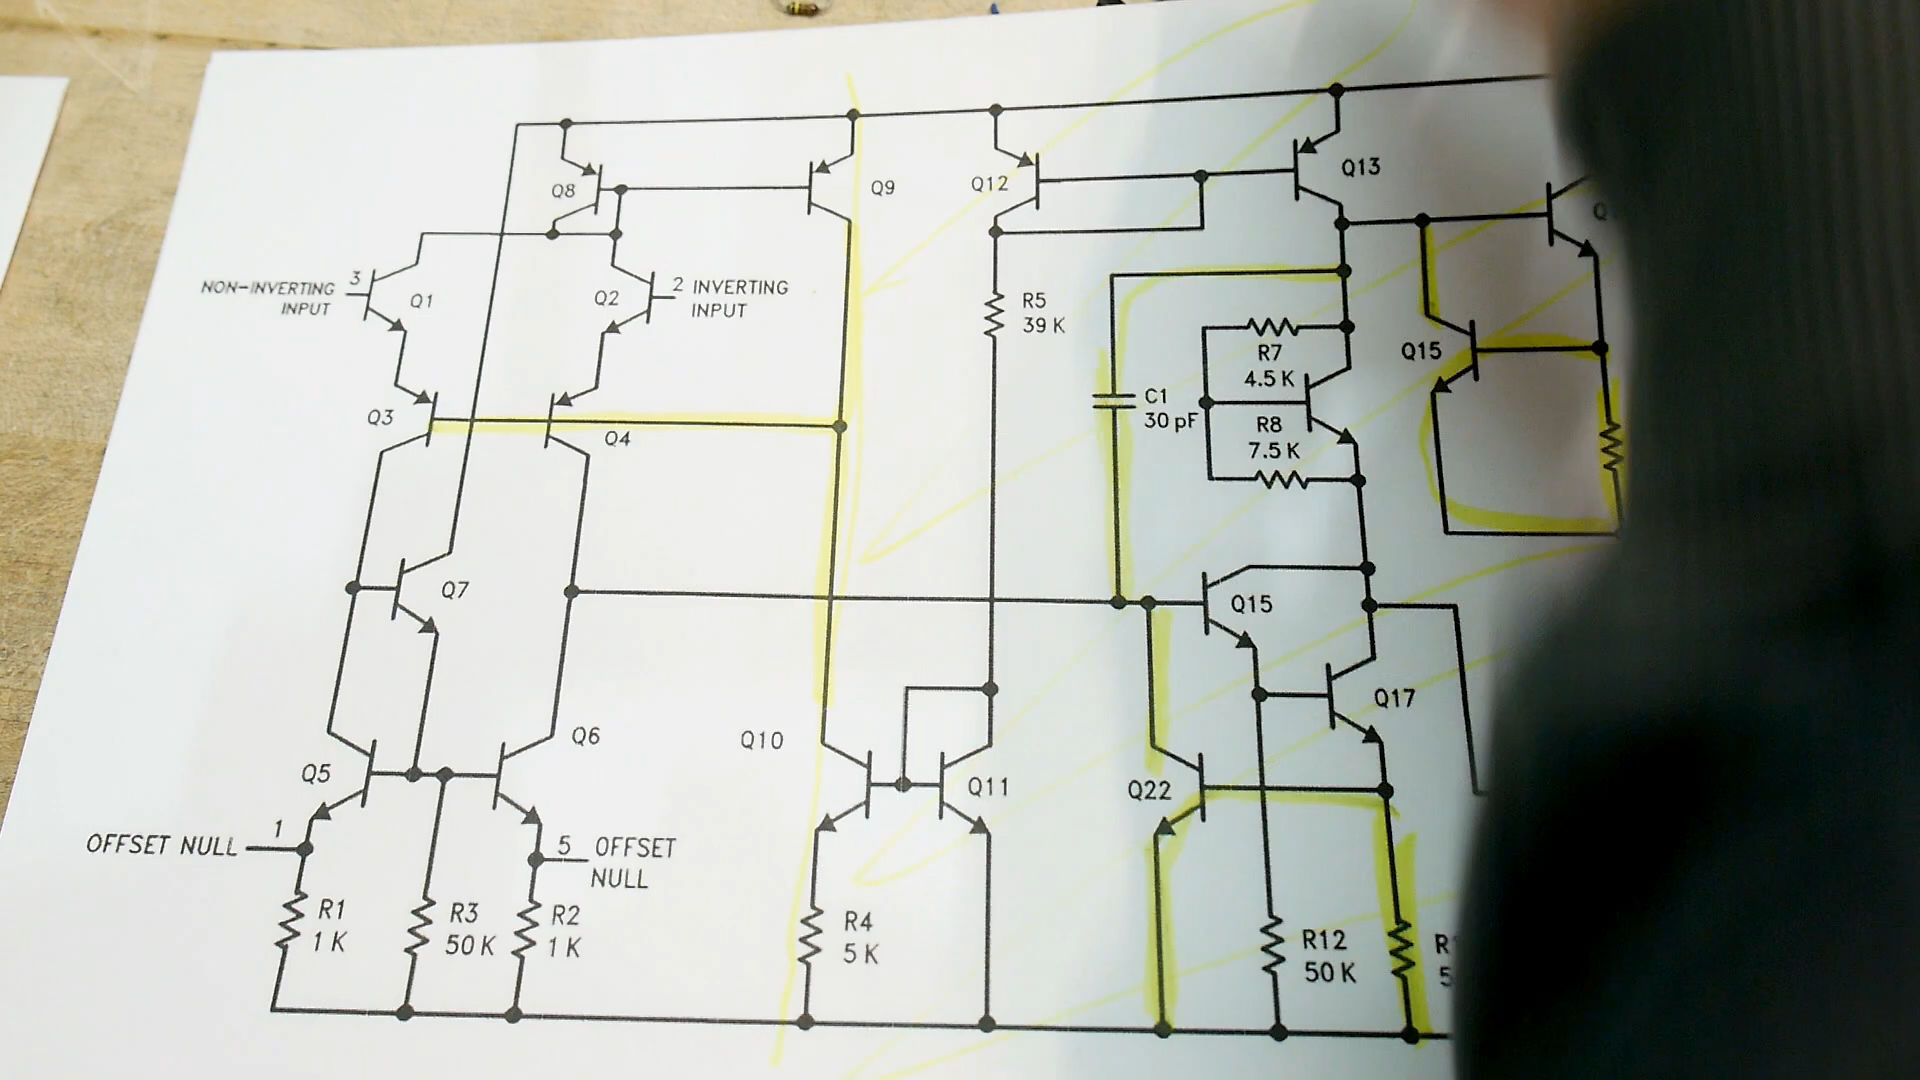 Q8
Q9
Q12
Q13
NON-INVERTING
INPUT
3
Q1
Q2
2 INVERTING
INPUT
R5
39 K
R7
4.5 K
Q15
C1
30 pF
R8
7.5 K
Q3
Q4
Q7
Q15
Q17
Q5
Q6
Q10
Q11
Q22
OFFSET NULL
1
5 OFFSET
NULL
R1
1 K
R3
50 K
R2
1 K
R4
5 K
R12
50 K